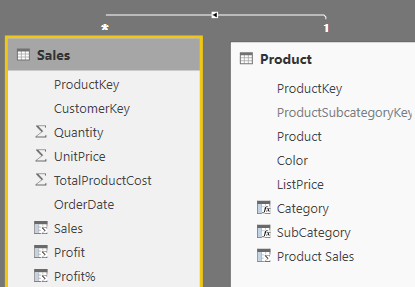 * 1
Sales
ProductKey
CustomerKey
Quantity
UnitPrice
TotalProductCost
OrderDate
Sales
Profit
Profit%
Product
ProductKey
ProductSubcategoryKey
Product
Color
ListPrice
Category
SubCategory
Product Sales